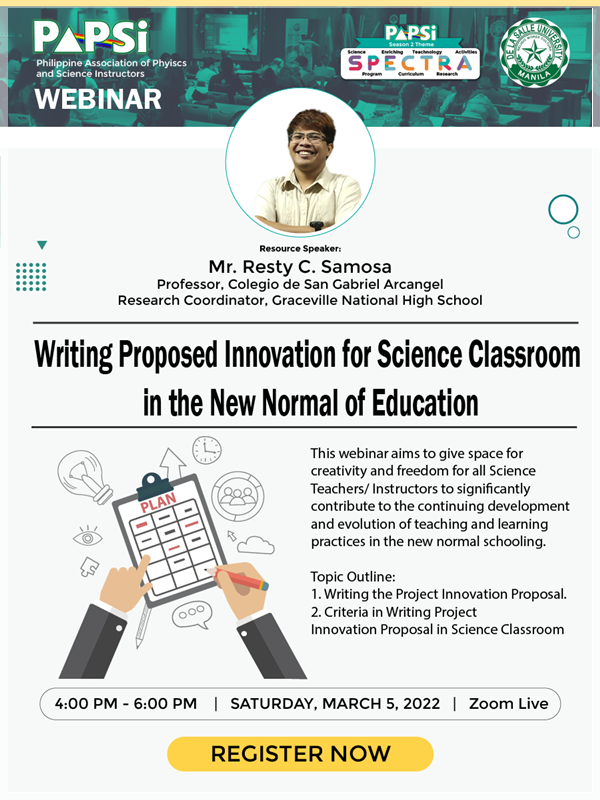 PAPSi
Philippine Association of Phyiscs
and Science Instructors
WEBINAR
PAPSi
Season 2 Theme
Science Enriching Technology Activities
SPECTRA
Program Curriculum Research
DE LA SALLE UNIVERSITY
MANILA
Resource Speaker:
Mr. Resty C. Samosa
Professor, Colegio de San Gabriel Arcangel
Research Coordinator, Graceville National High School
Writing Proposed Innovation for Science Classroom
in the New Normal of Education
PLAN
This webinar aims to give space for
creativity and freedom for all Science
Teachers/ Instructors to significantly
contribute to the continuing development
and evolution of teaching and learning
practices in the new normal schooling.
Topic Outline:
1. Writing the Project Innovation Proposal.
2. Criteria in Writing Project
Innovation Proposal in Science Classroom
4:00 PM - 6:00 PM | SATURDAY, MARCH 5, 2022 | Zoom Live
REGISTER NOW